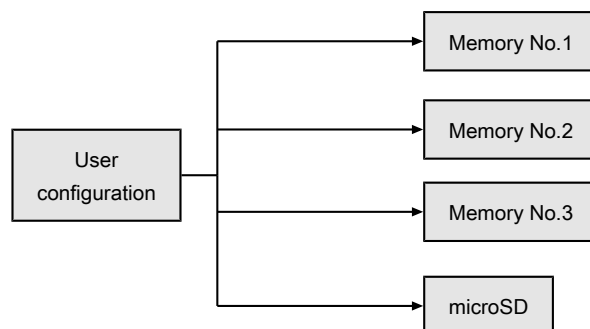 Memory No.1
Memory No.2
User
configuration
Memory No.3
microSD